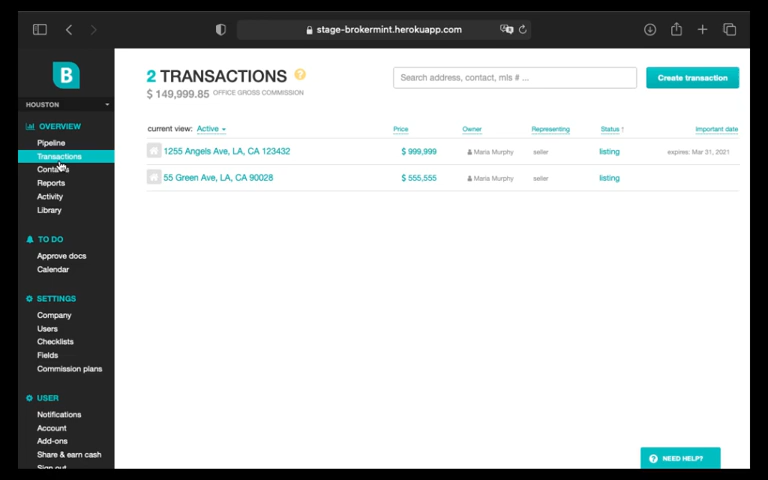 stage-brokermint.herokuapp.com
B
HOUSTON
OVERVIEW
Pipeline
Transactions
Contacts
Reports
Activity
Library
TO DO
Approve docs
Calendar
SETTINGS
Company
Users
Checklists
Fields
Commission plans
USER
Notifications
Account
Add-ons
Share & earn cash
Sign out
2 TRANSACTIONS ?
$ 149,999.85 OFFICE GROSS COMMISSION
Search address, contact, mls # ...
Create transaction
current view: Active Price Owner Representing Status ↑ Important date
1255 Angels Ave, LA, CA 123432 $ 999,999 Maria Murphy seller listing expires: Mar 31, 2021
55 Green Ave, LA, CA 90028 $ 555,555 Maria Murphy seller listing
? NEED HELP?